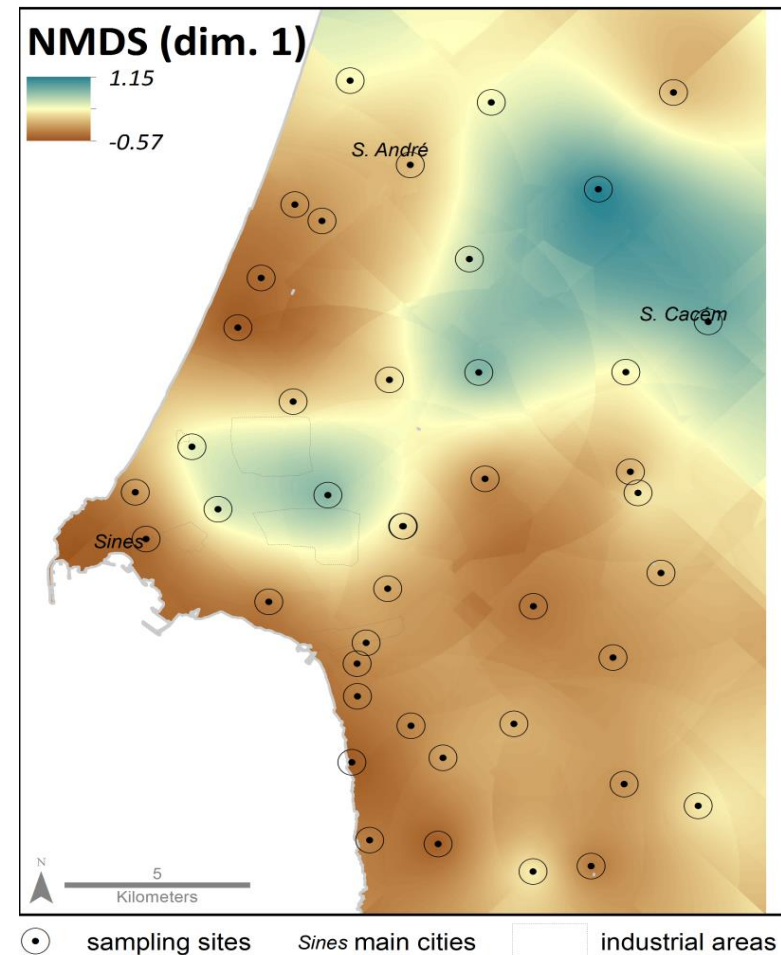 NMDS (dim. 1)
1.15
-0.57
S. André
S. Cacém
Sines
N
5
Kilometers
sampling sites Sines main cities industrial areas